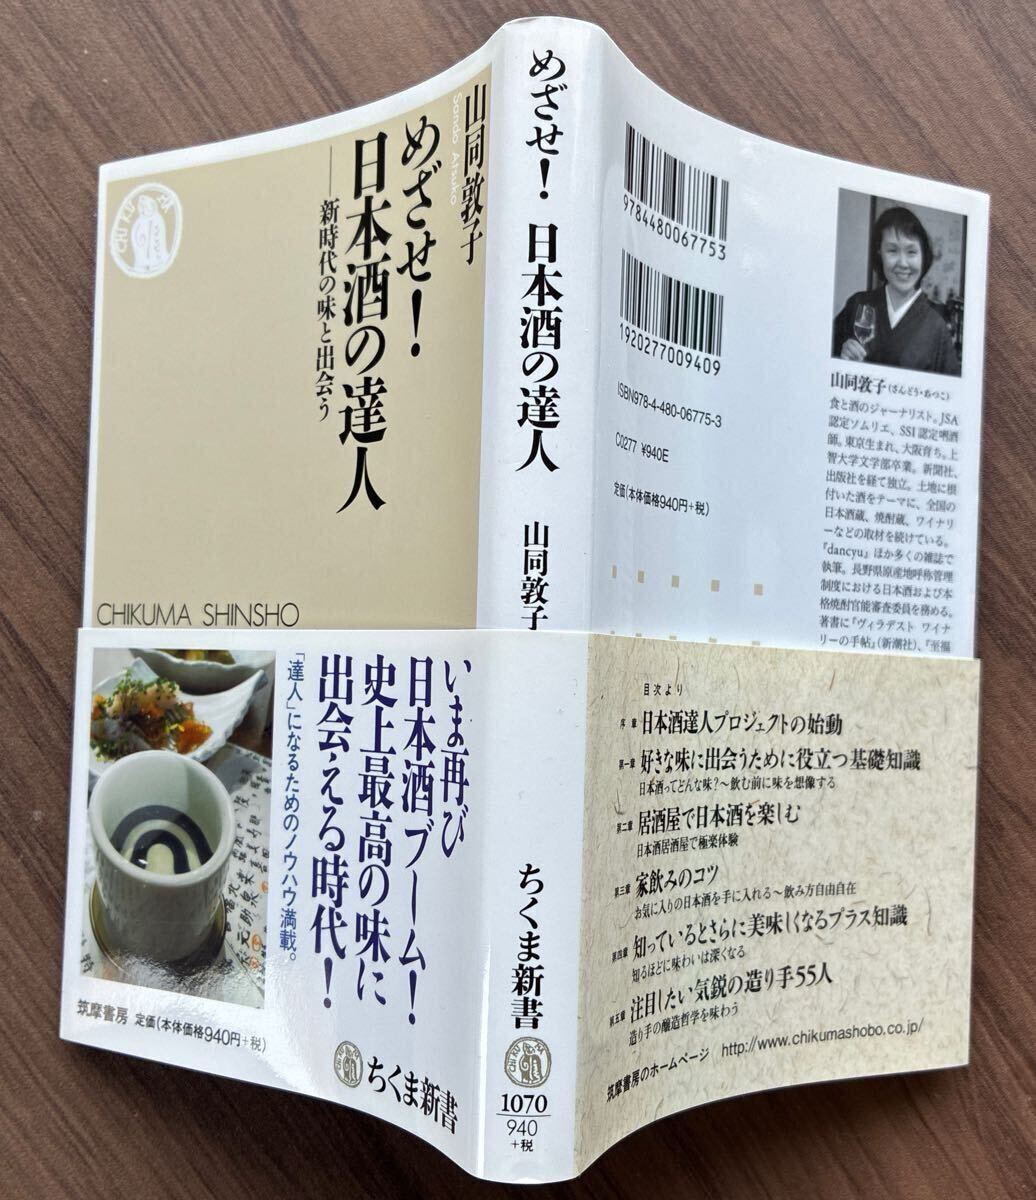 山同敦子
Sando Atsuko
めざせ!
日本酒の達人
──新時代の味と出会う
CHIKUMA SHINSHO
いま再び
日本酒ブーム!
史上最高の味に
出会える時代!
「達人」になるためのノウハウ満載。
筑摩書房 定価(本体価格940円+税)
ちくま新書
めざせ! 日本酒の達人
山同敦子
ちくま新書
1070
940
+税
9784480067753
1920277009409
ISBN978-4-480-06775-3
C0277 ¥940E
定価(本体価格940円+税)
山同敦子(さんどう・あつこ)
食と酒のジャーナリスト。JSA
認定ソムリエ、SSI認定唎酒
師。東京生まれ、大阪育ち。上
智大学文学部卒業。新聞社、
出版社を経て独立。土地に根
付いた酒をテーマに、全国の
日本酒蔵、焼酎蔵、ワイナリ
ーなどの取材を続けている。
『dancyu』ほか多くの雑誌で
執筆。長野県原産地呼称管理
制度における日本酒および本
格焼酎官能審査委員を務める。
著書に『ヴィラデスト ワイナ
リーの手帖』(新潮社)、『至福
目次より
序章 日本酒達人プロジェクトの始動
第一章 好きな味に出会うために役立つ基礎知識
日本酒ってどんな味?~飲む前に味を想像する
第二章 居酒屋で日本酒を楽しむ
日本酒居酒屋で極楽体験
第三章 家飲みのコツ
お気に入りの日本酒を手に入れる~飲み方自由自在
第四章 知っているとさらに美味しくなるプラス知識
知るほどに味わいは深くなる
第五章 注目したい気鋭の造り手55人
造り手の醸造哲学を味わう
筑摩書房のホームページ http://www.chikumashobo.co.jp/